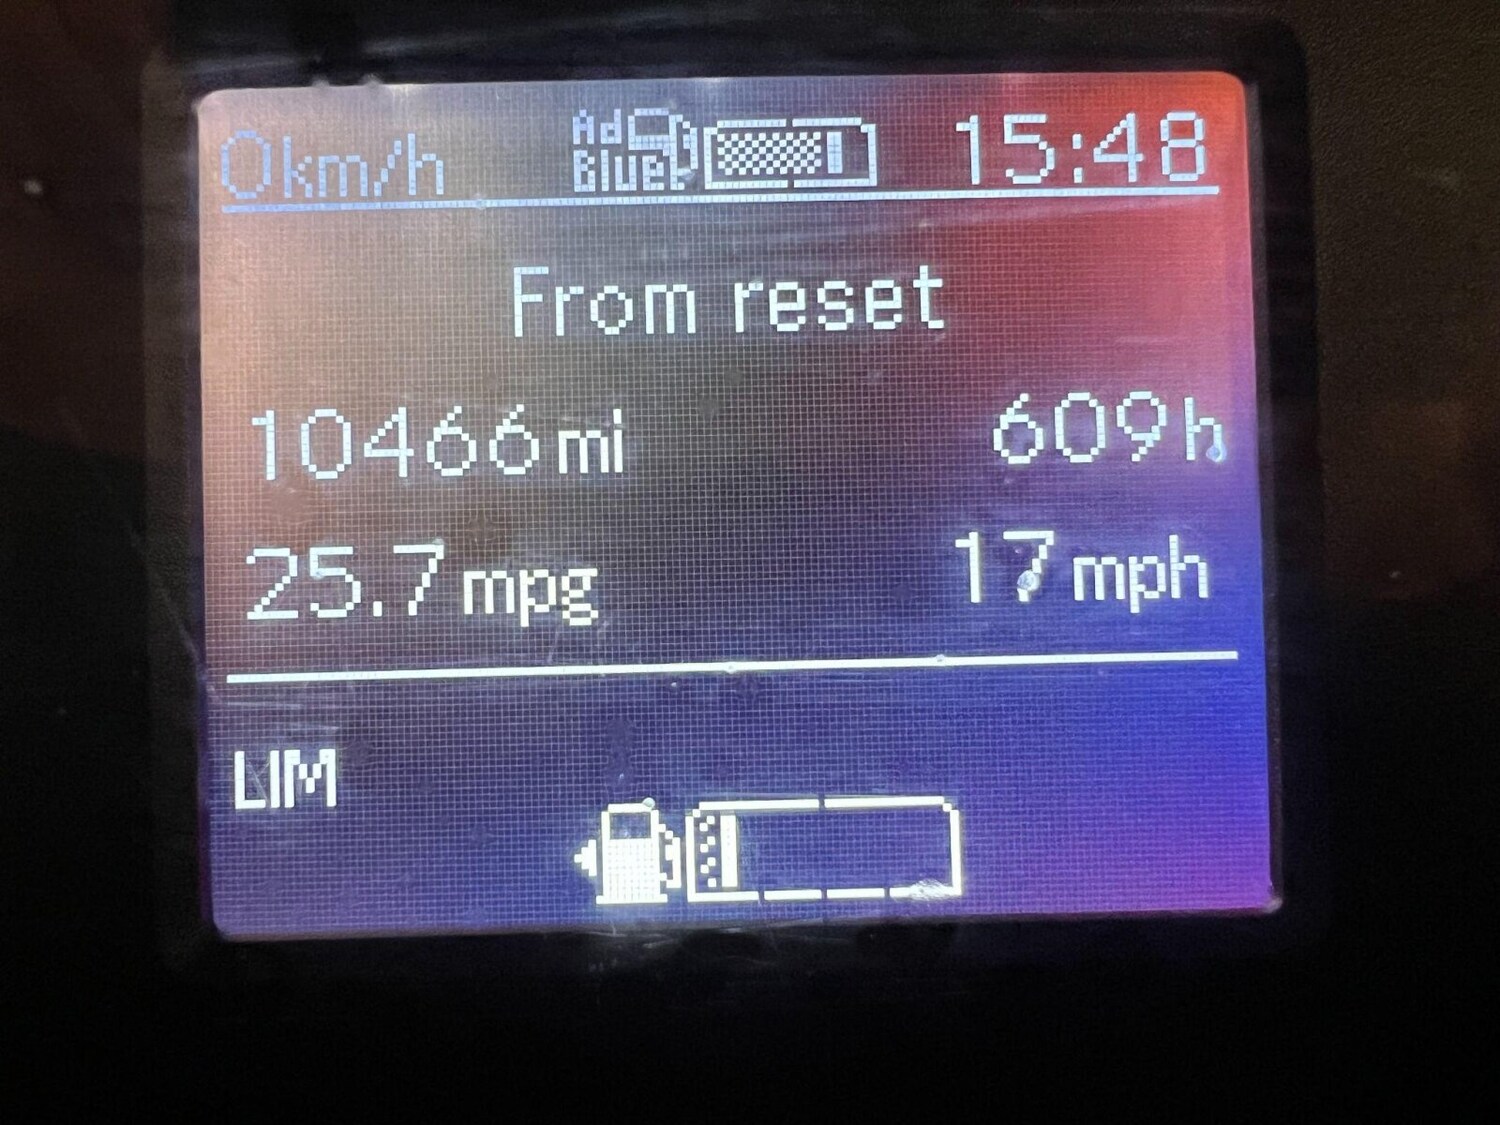 0km/h Ad Blue 15:48
From reset
10466mi 609h
25.7mpg 17mph
LIM